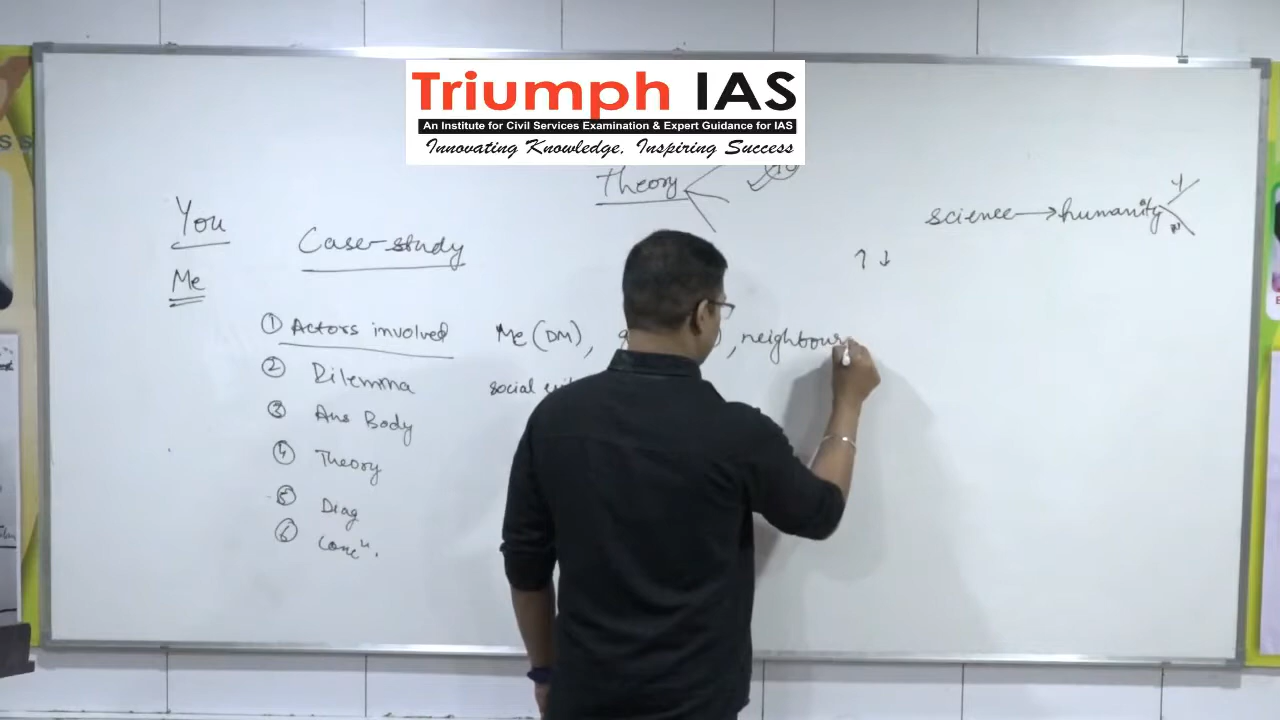 Triumph IAS
An Institute for Civil Services Examination & Expert Guidance for IAS
Innovating Knowledge, Inspiring Success
Theory
You
Me
Case study
science → humanity
↑ ↓
① Actors involved Me (DM), , neighbour
② Dilemma social
③ Ans Body
④ Theory
⑤ Diag
⑥ Concn.